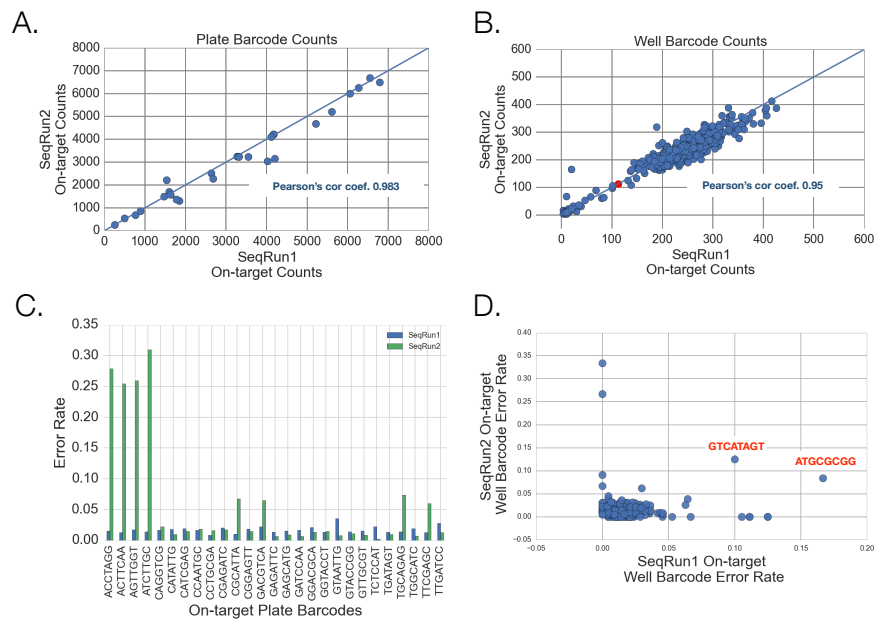 A.
Plate Barcode Counts
8000
7000
6000
5000
4000
3000
2000
1000
0
SeqRun2
On-target Counts
Pearson's cor coef. 0.983
0 1000 2000 3000 4000 5000 6000 7000 8000
SeqRun1
On-target Counts
B.
Well Barcode Counts
600
500
400
300
200
100
0
SeqRun2
On-target Counts
Pearson's cor coef. 0.95
0 100 200 300 400 500 600
SeqRun1
On-target Counts
C.
0.35
0.30
0.25
0.20
0.15
0.10
0.05
0.00
Error Rate
SeqRun1
SeqRun2
ACCTAGG
ACTTCAA
AGTTGGT
ATCTTGC
CAGGTCG
CATATTG
CATCGAG
CCAATGC
CCTGCGA
CGAGATC
CGCATTA
CGGAGTT
GACGTCA
GAGATTC
GAGCATG
GATCCAA
GGACGCA
GGTACCT
GTAATTG
GTACCGG
GTTGCGT
TCTCCAT
TGATAGT
TGCAGAG
TGGCATC
TTCGAGC
TTGATCC
On-target Plate Barcodes
D.
0.40
0.35
0.30
0.25
0.20
0.15
0.10
0.05
0.00
−0.05
SeqRun2 On-target
Well Barcode Error Rate
GTCATAGT
ATGCGCGG
−0.05 0.00 0.05 0.10 0.15 0.20
SeqRun1 On-target
Well Barcode Error Rate